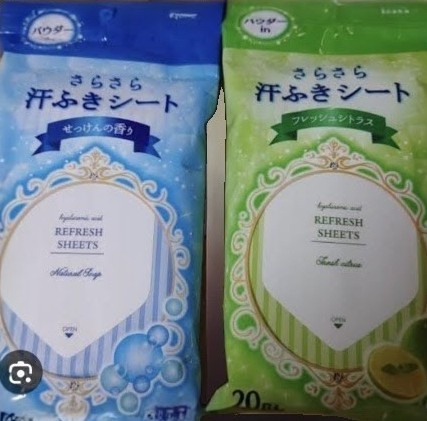 パウダー
さらさら
汗ふきシート
せっけんの香り
hyaluronic acid
REFRESH
SHEETS
Natural Soap
OPEN
パウダー
in
さらさら
汗ふきシート
フレッシュシトラス
hyaluronic acid
REFRESH
SHEETS
Fresh citrus
OPEN
20